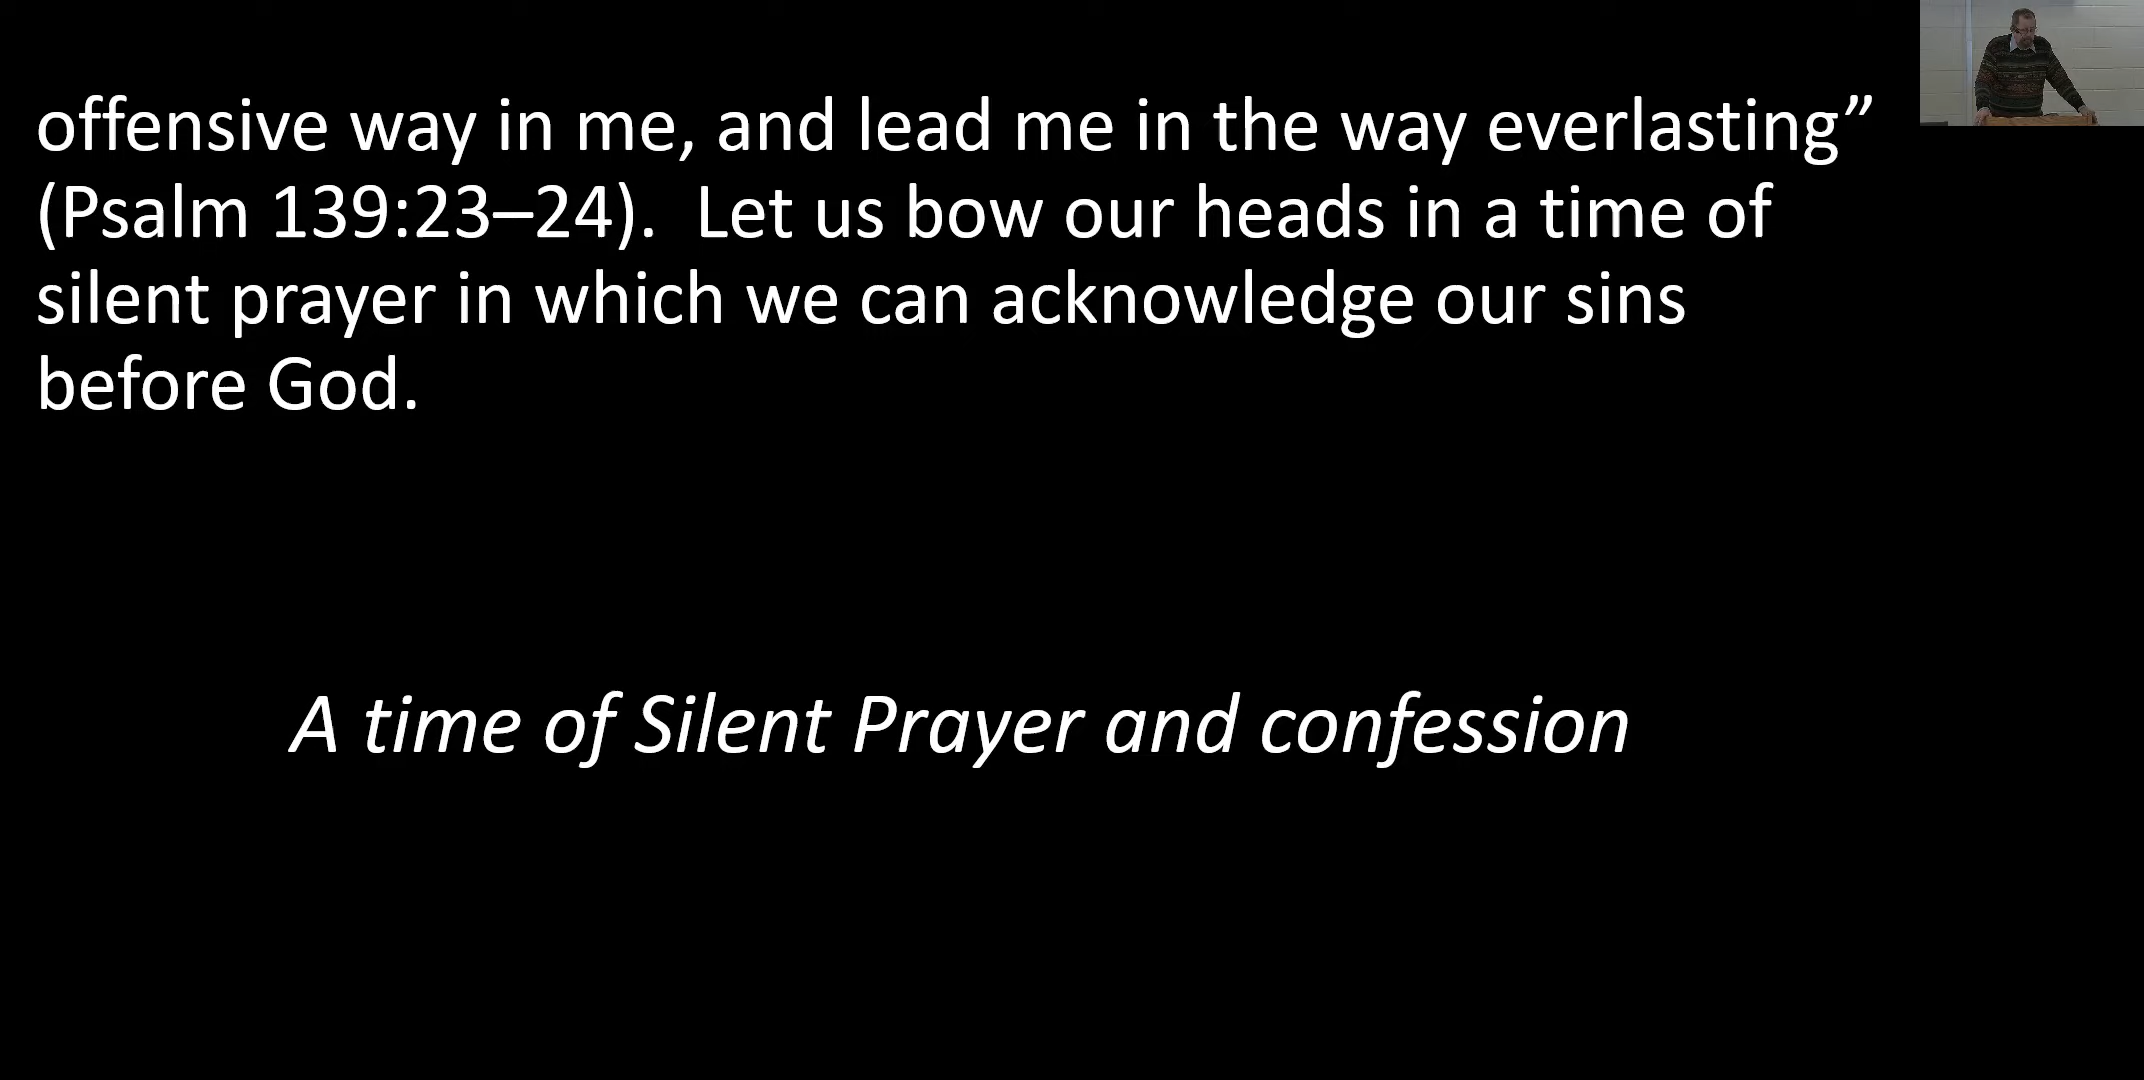 offensive way in me, and lead me in the way everlasting”
(Psalm 139:23–24).  Let us bow our heads in a time of
silent prayer in which we can acknowledge our sins
before God.
A time of Silent Prayer and confession